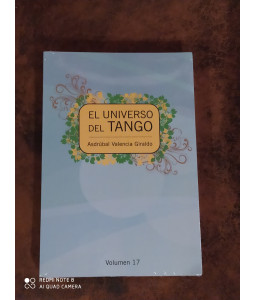 EL UNIVERSO
DEL TANGO
Asdrúbal Valencia Giraldo
Volumen 17
REDMI NOTE 8
AI QUAD CAMERA